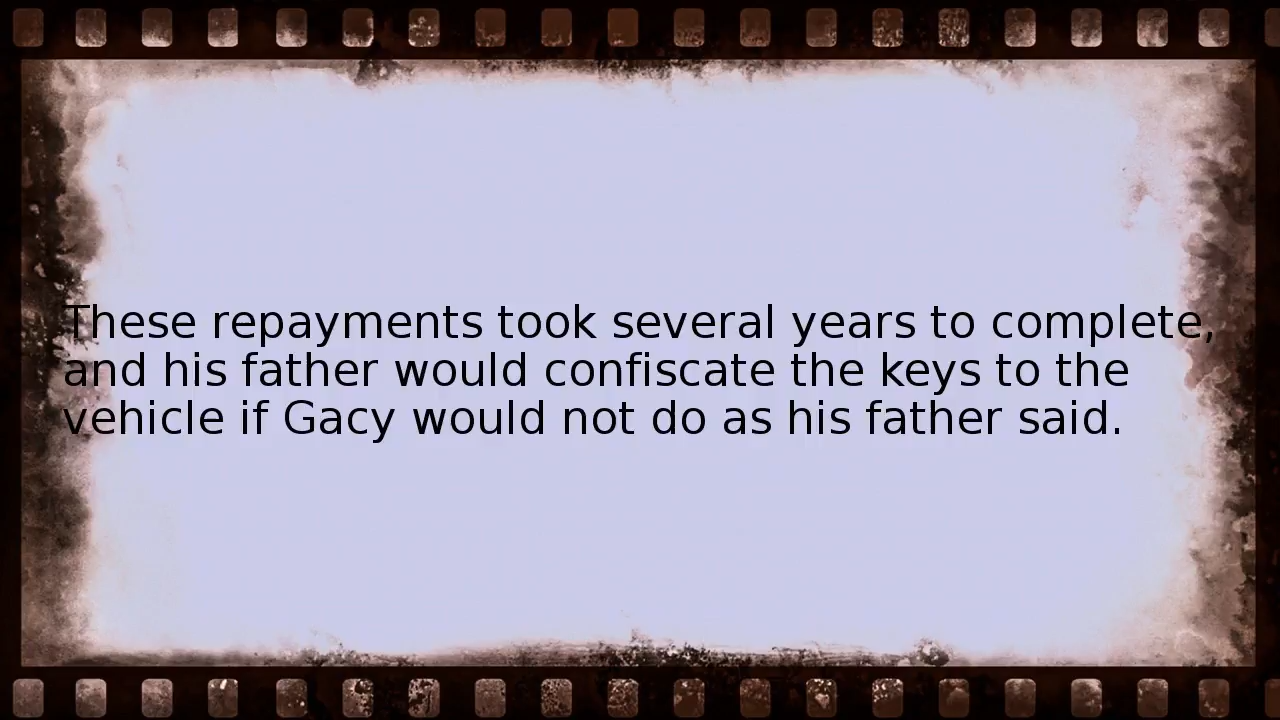 These repayments took several years to complete,
and his father would confiscate the keys to the
vehicle if Gacy would not do as his father said.